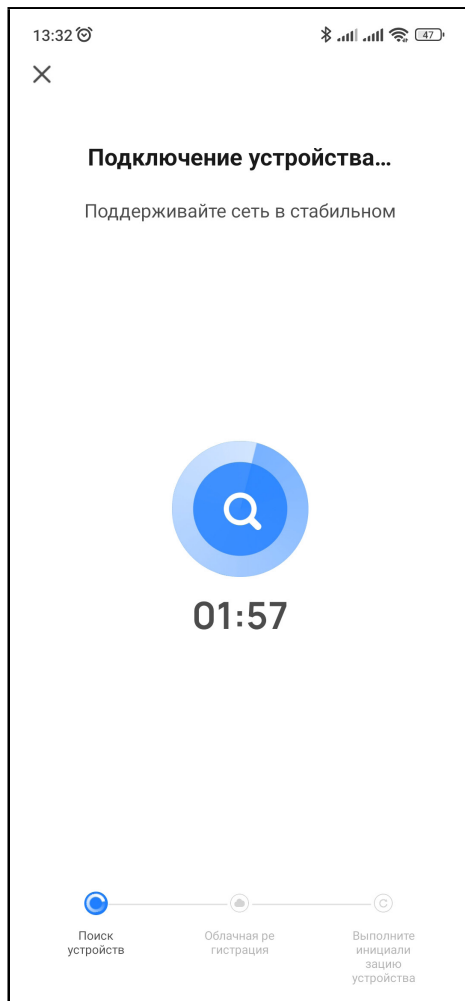 13:32
47
Подключение устройства...
Поддерживайте сеть в стабильном
01:57
Поиск
устройств
Облачная ре
гистрация
Выполните
инициали
зацию
устройства